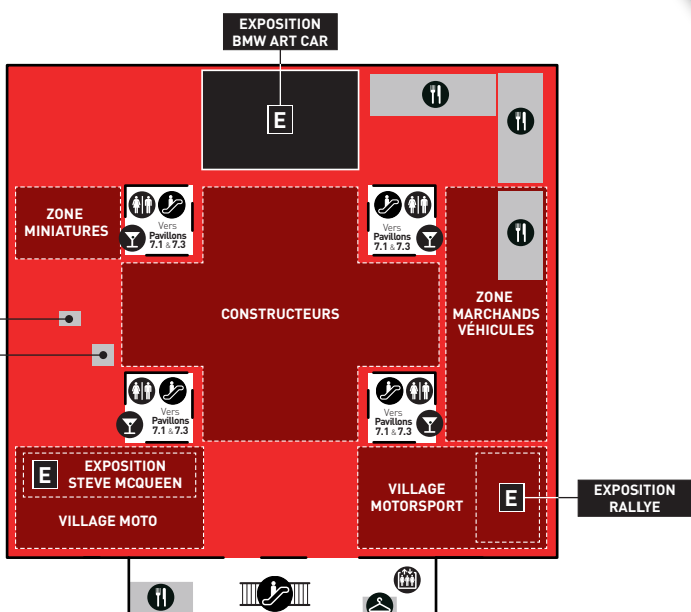 EXPOSITION
BMW ART CAR
E
ZONE
MINIATURES
Vers
Pavillons
7.1 & 7.3
Vers
Pavillons
7.1 & 7.3
CONSTRUCTEURS
ZONE
MARCHANDS
VÉHICULES
Vers
Pavillons
7.1 & 7.3
Vers
Pavillons
7.1 & 7.3
E
EXPOSITION
STEVE MCQUEEN
VILLAGE MOTO
VILLAGE
MOTORSPORT
E
EXPOSITION
RALLYE